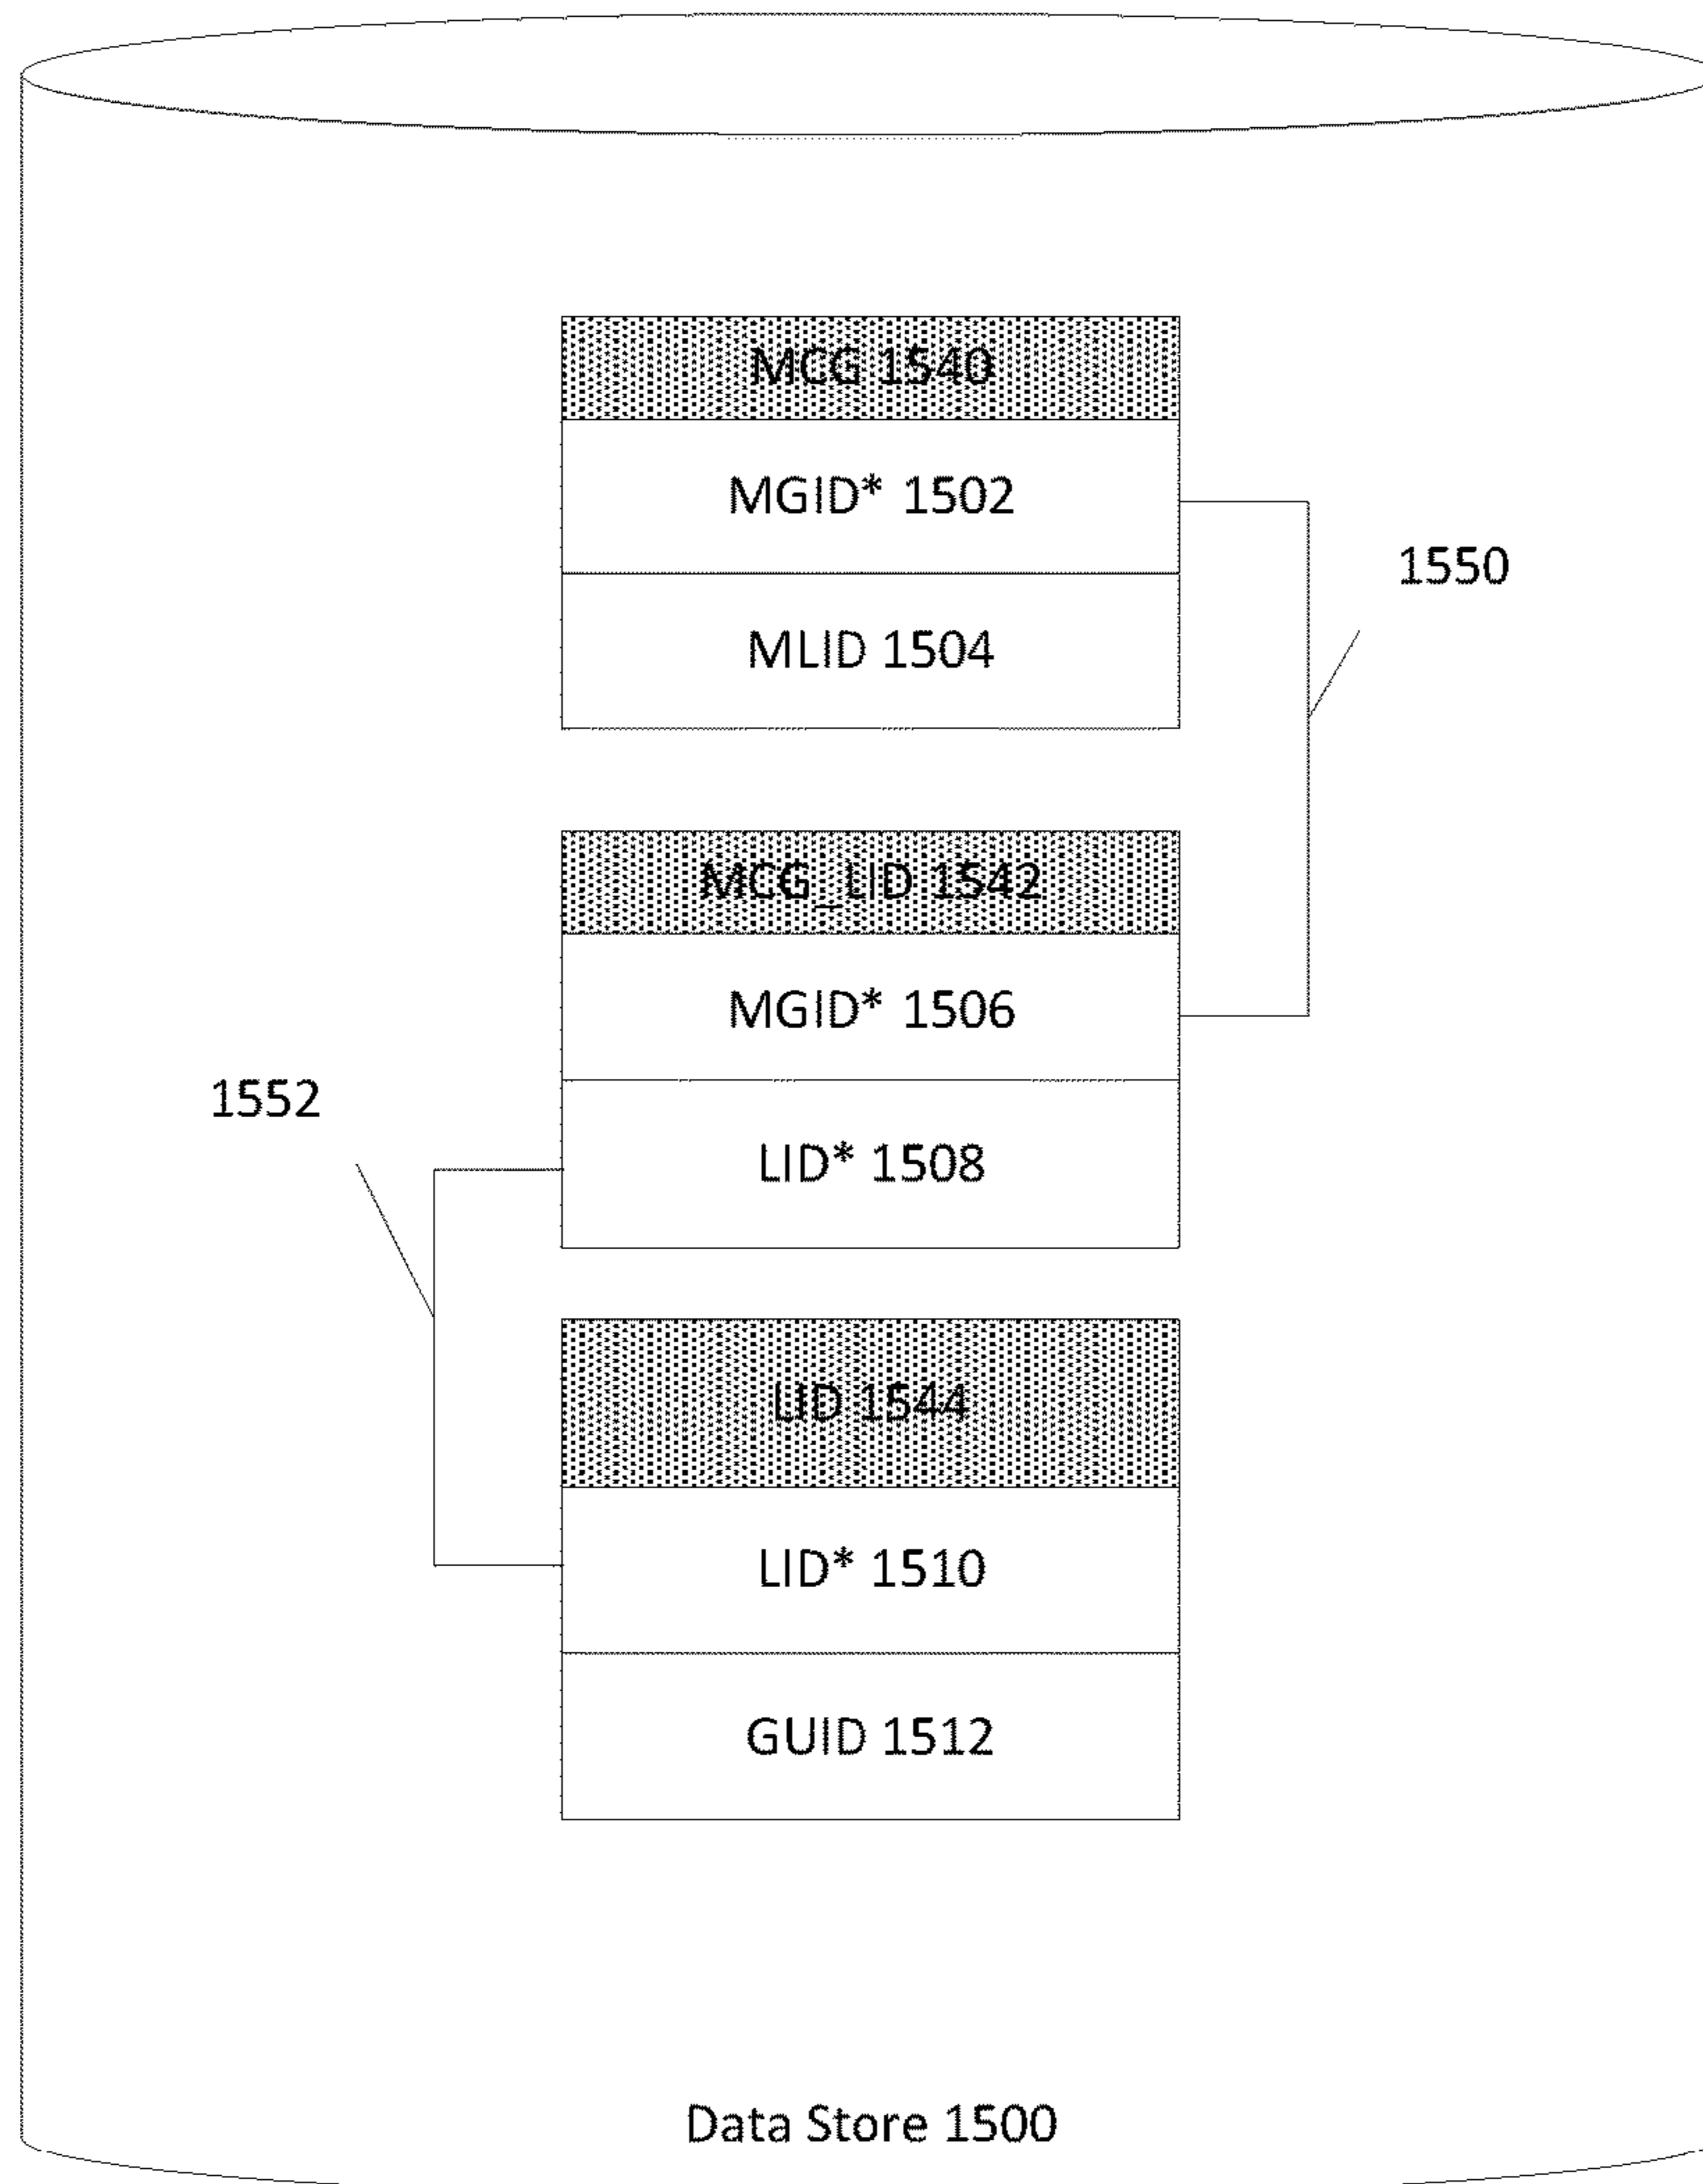 MCG 1540
MGID* 1502
1550
MLID 1504
MCG_LID 1542
MGID* 1506
1552
LID* 1508
LID 1544
LID* 1510
GUID 1512
Data Store 1500